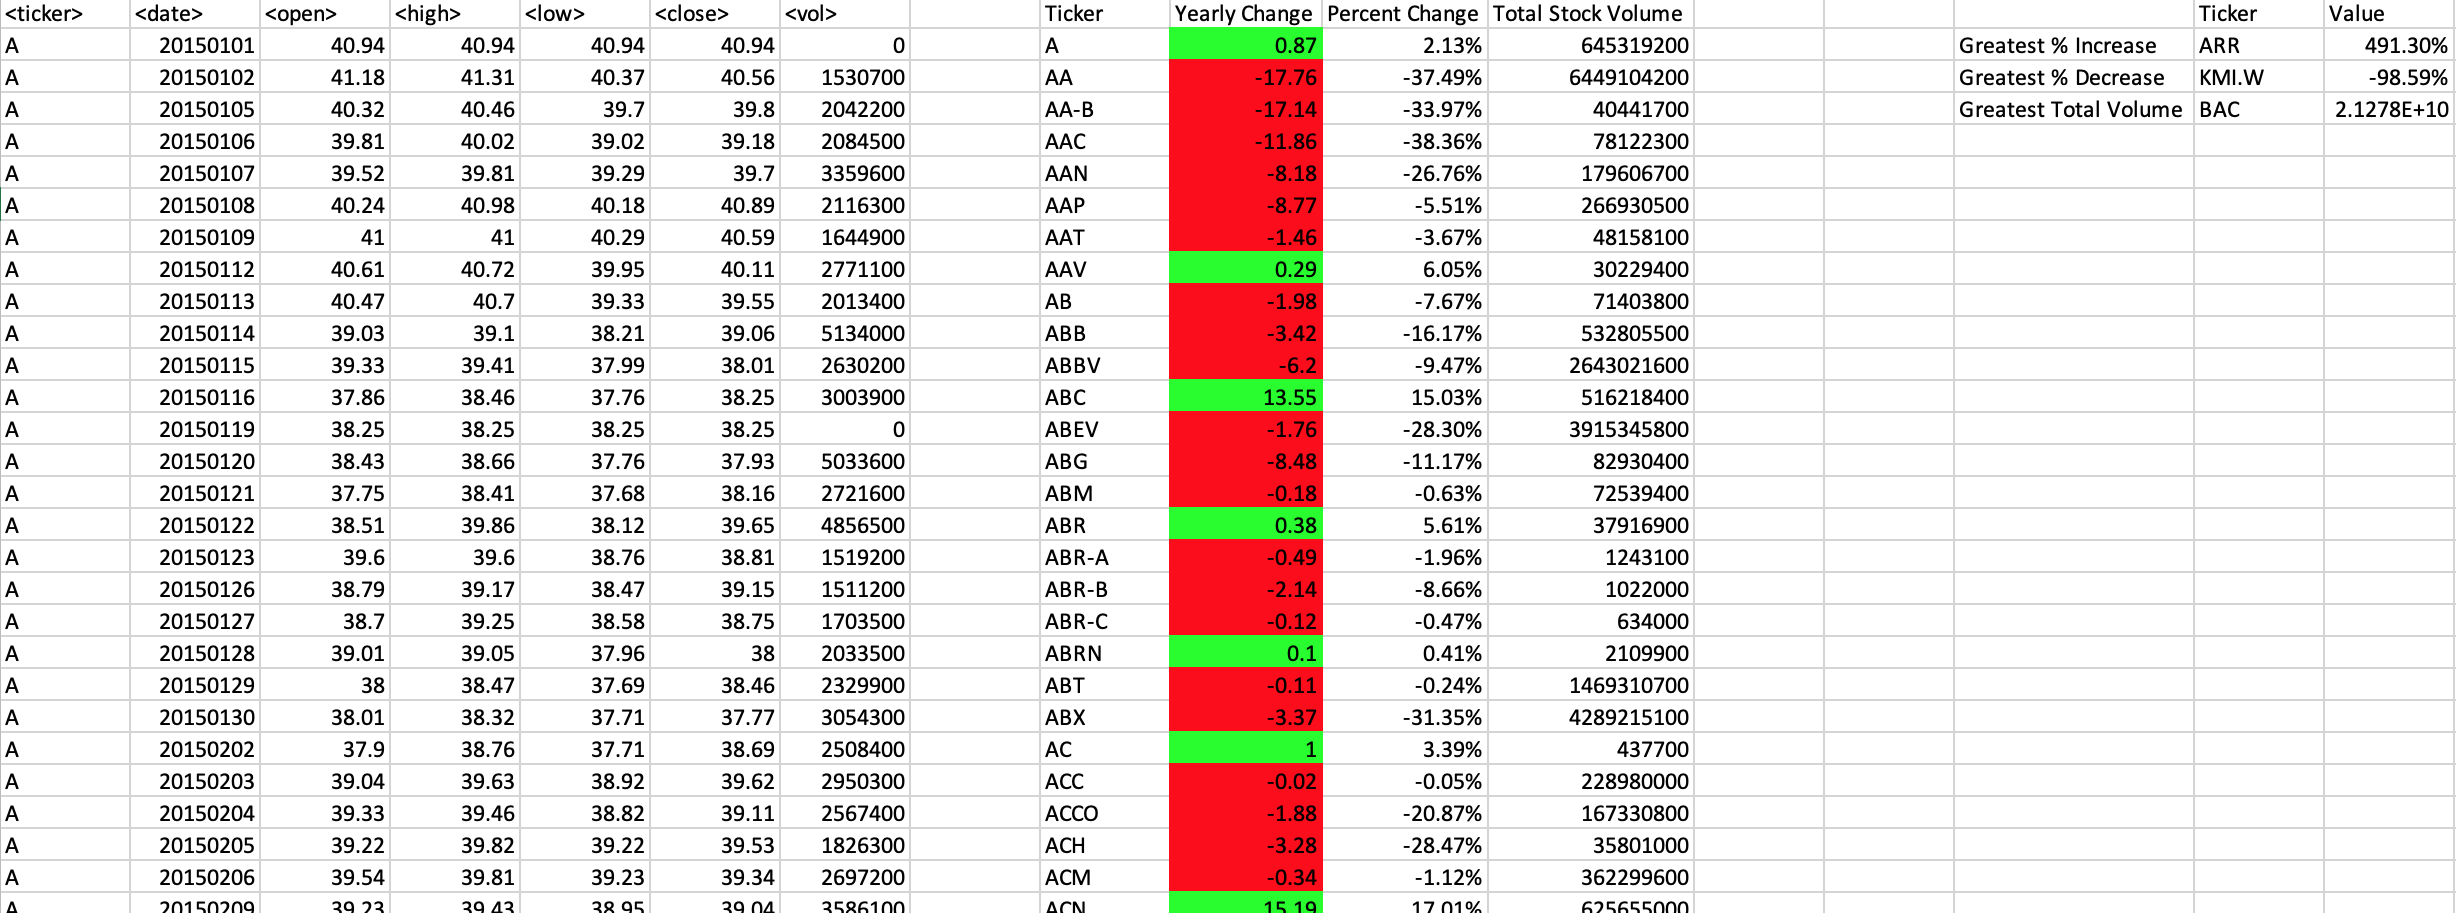 <ticker> <date> <open> <high> <low> <close> <vol> Ticker Yearly Change Percent Change Total Stock Volume Ticker Value
A 20150101 40.94 40.94 40.94 40.94 0 A 0.87 2.13% 645319200 Greatest % Increase ARR 491.30%
A 20150102 41.18 41.31 40.37 40.56 1530700 AA -17.76 -37.49% 6449104200 Greatest % Decrease KMI.W -98.59%
A 20150105 40.32 40.46 39.7 39.8 2042200 AA-B -17.14 -33.97% 40441700 Greatest Total Volume BAC 2.1278E+10
A 20150106 39.81 40.02 39.02 39.18 2084500 AAC -11.86 -38.36% 78122300
A 20150107 39.52 39.81 39.29 39.7 3359600 AAN -8.18 -26.76% 179606700
A 20150108 40.24 40.98 40.18 40.89 2116300 AAP -8.77 -5.51% 266930500
A 20150109 41 41 40.29 40.59 1644900 AAT -1.46 -3.67% 48158100
A 20150112 40.61 40.72 39.95 40.11 2771100 AAV 0.29 6.05% 30229400
A 20150113 40.47 40.7 39.33 39.55 2013400 AB -1.98 -7.67% 71403800
A 20150114 39.03 39.1 38.21 39.06 5134000 ABB -3.42 -16.17% 532805500
A 20150115 39.33 39.41 37.99 38.01 2630200 ABBV -6.2 -9.47% 2643021600
A 20150116 37.86 38.46 37.76 38.25 3003900 ABC 13.55 15.03% 516218400
A 20150119 38.25 38.25 38.25 38.25 0 ABEV -1.76 -28.30% 3915345800
A 20150120 38.43 38.66 37.76 37.93 5033600 ABG -8.48 -11.17% 82930400
A 20150121 37.75 38.41 37.68 38.16 2721600 ABM -0.18 -0.63% 72539400
A 20150122 38.51 39.86 38.12 39.65 4856500 ABR 0.38 5.61% 37916900
A 20150123 39.6 39.6 38.76 38.81 1519200 ABR-A -0.49 -1.96% 1243100
A 20150126 38.79 39.17 38.47 39.15 1511200 ABR-B -2.14 -8.66% 1022000
A 20150127 38.7 39.25 38.58 38.75 1703500 ABR-C -0.12 -0.47% 634000
A 20150128 39.01 39.05 37.96 38 2033500 ABRN 0.1 0.41% 2109900
A 20150129 38 38.47 37.69 38.46 2329900 ABT -0.11 -0.24% 1469310700
A 20150130 38.01 38.32 37.71 37.77 3054300 ABX -3.37 -31.35% 4289215100
A 20150202 37.9 38.76 37.71 38.69 2508400 AC 1 3.39% 437700
A 20150203 39.04 39.63 38.92 39.62 2950300 ACC -0.02 -0.05% 228980000
A 20150204 39.33 39.46 38.82 39.11 2567400 ACCO -1.88 -20.87% 167330800
A 20150205 39.22 39.82 39.22 39.53 1826300 ACH -3.28 -28.47% 35801000
A 20150206 39.54 39.81 39.23 39.34 2697200 ACM -0.34 -1.12% 362299600
A 20150209 39.23 39.43 38.95 39.04 3586100 ACN 15.19 17.01% 625655000